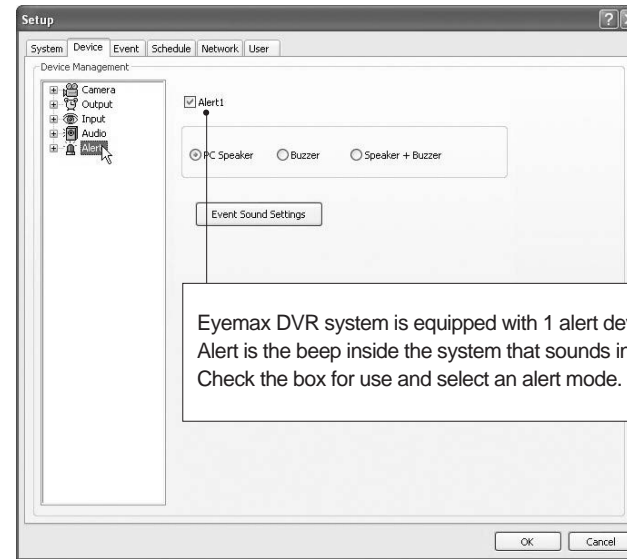 Setup
System Device Event Schedule Network User
Device Management
Camera
Output
Input
Audio
Alert
Alert1
PC Speaker Buzzer Speaker + Buzzer
Event Sound Settings
Eyemax DVR system is equipped with 1 alert
Alert is the beep inside the system that sounds
Check the box for use and select an alert mode.
OK Cancel